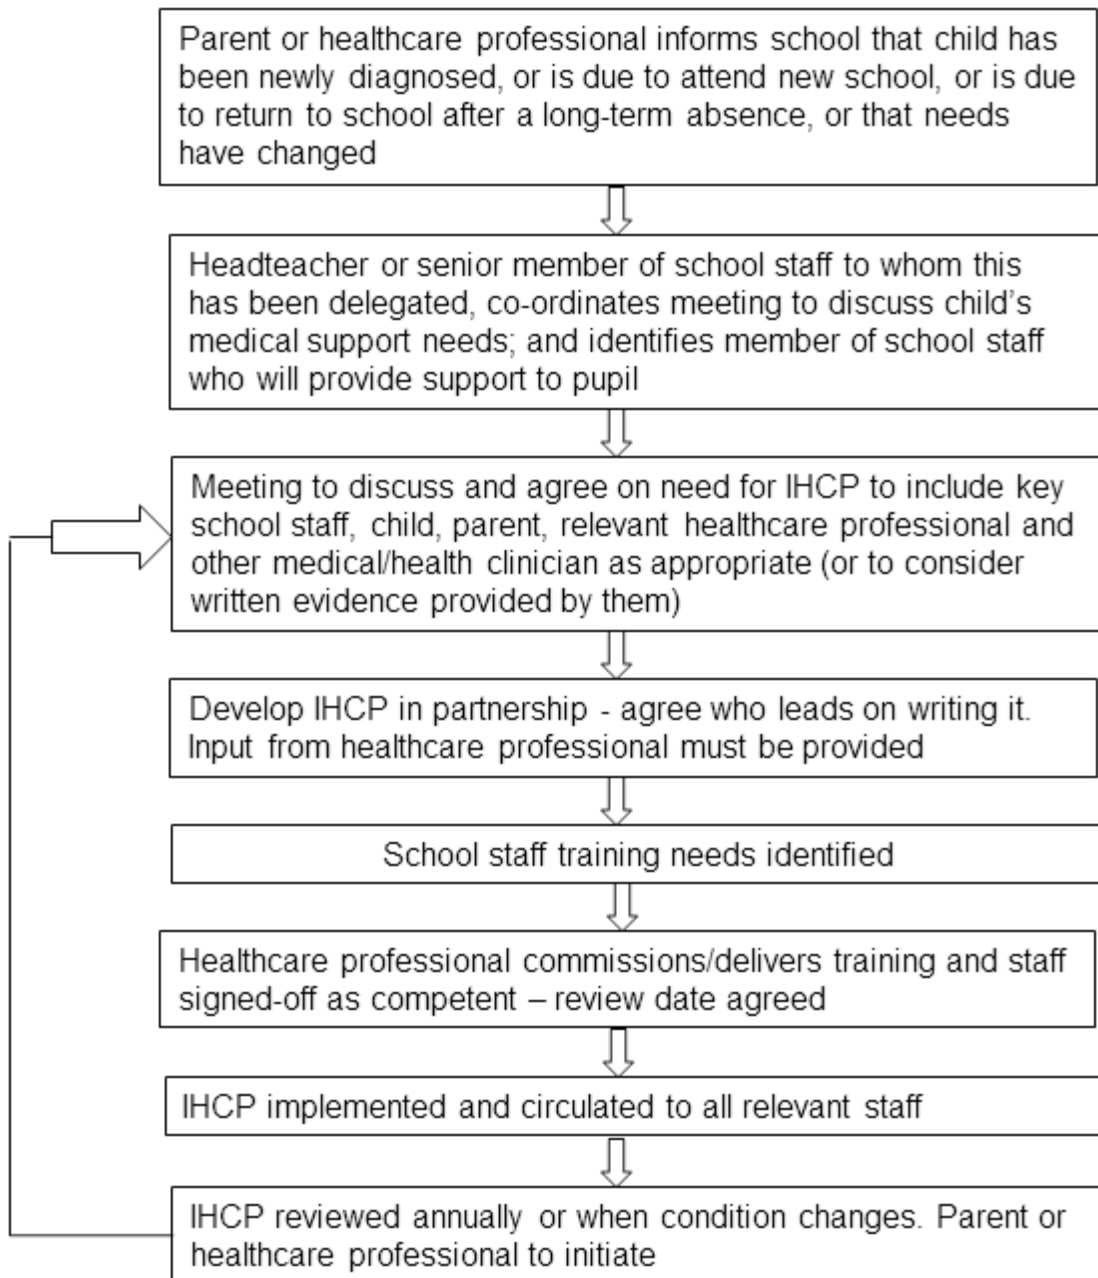 Parent or healthcare professional informs school that child has
been newly diagnosed, or is due to attend new school, or is due
to return to school after a long-term absence, or that needs
have changed
Headteacher or senior member of school staff to whom this
has been delegated, co-ordinates meeting to discuss child’s
medical support needs; and identifies member of school staff
who will provide support to pupil
Meeting to discuss and agree on need for IHCP to include key
school staff, child, parent, relevant healthcare professional and
other medical/health clinician as appropriate (or to consider
written evidence provided by them)
Develop IHCP in partnership - agree who leads on writing it.
Input from healthcare professional must be provided
School staff training needs identified
Healthcare professional commissions/delivers training and staff
signed-off as competent – review date agreed
IHCP implemented and circulated to all relevant staff
IHCP reviewed annually or when condition changes. Parent or
healthcare professional to initiate